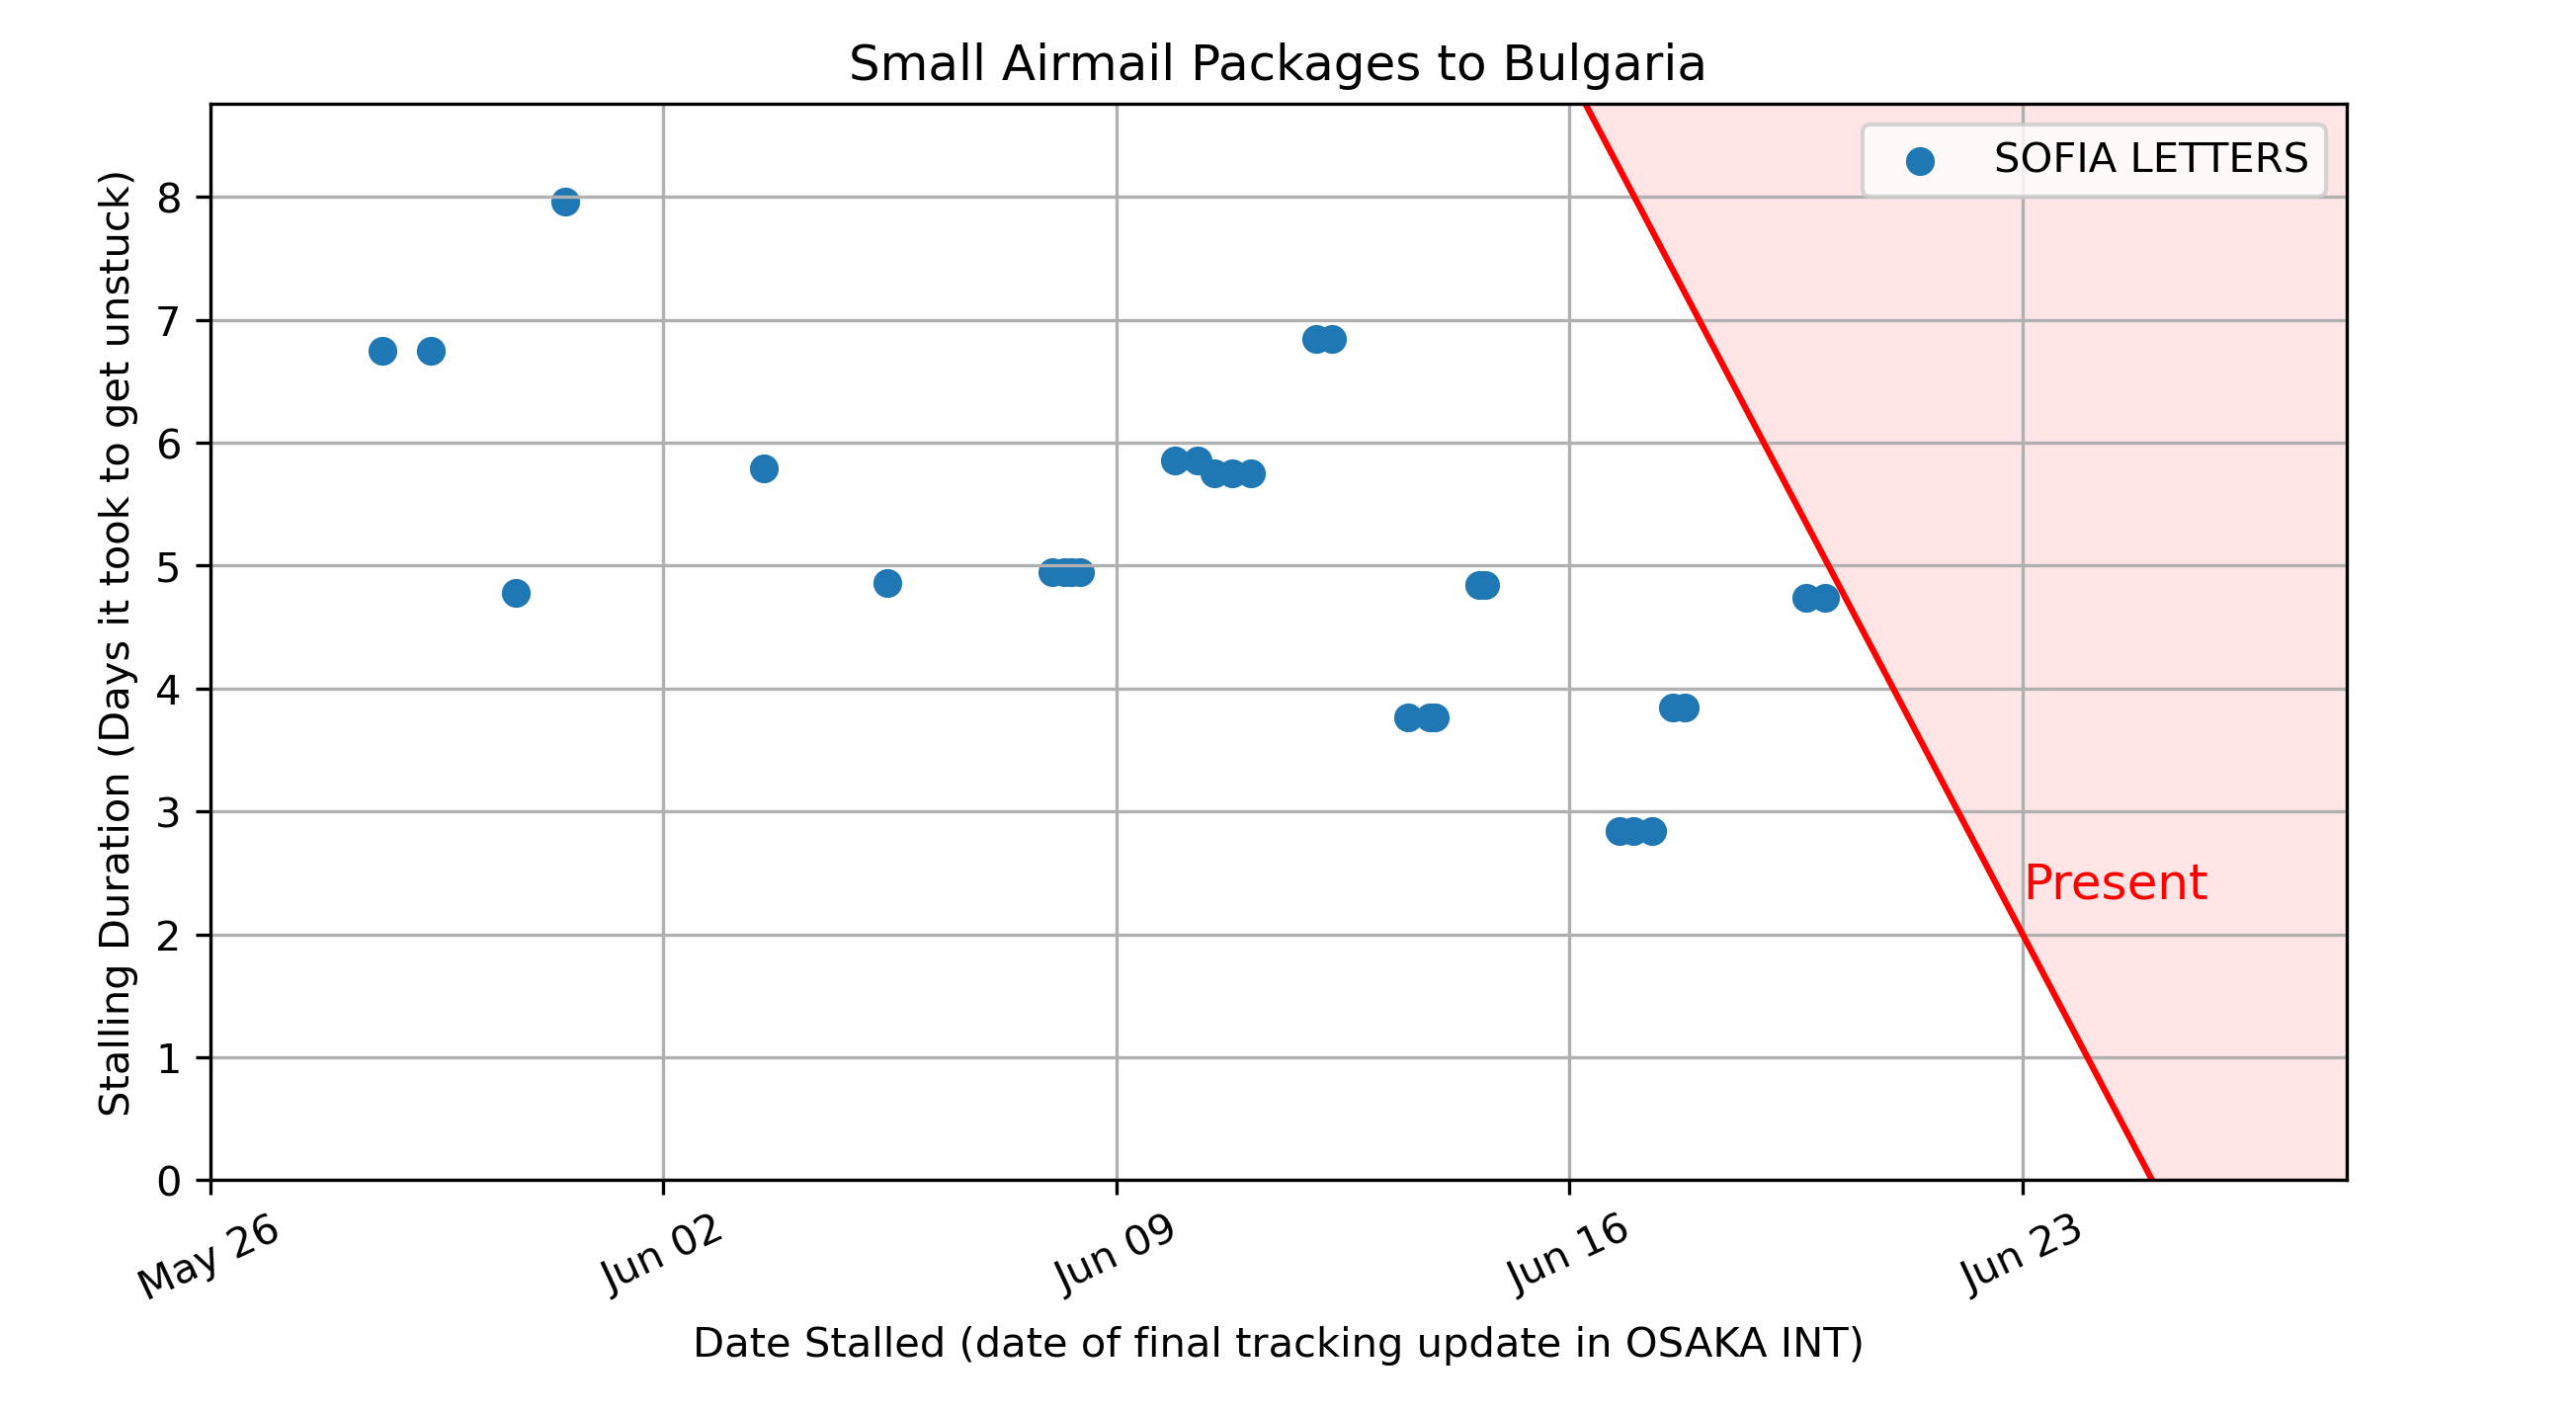 Small Airmail Packages to Bulgaria
SOFIA LETTERS
Stalling Duration (Days it took to get unstuck)
8
7
6
5
4
3
2
1
0
Present
May 26
Jun 02
Jun 09
Jun 16
Jun 23
Date Stalled (date of final tracking update in OSAKA INT)